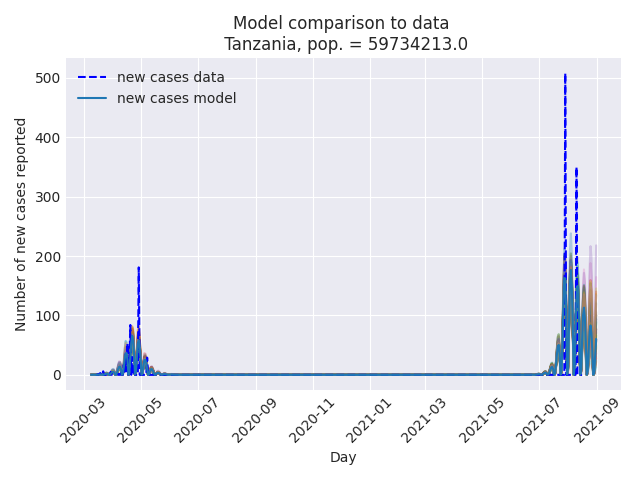 Model comparison to data
Tanzania, pop. = 59734213.0
new cases data
new cases model
Number of new cases reported
500
400
300
200
100
0
2020-03
2020-05
2020-07
2020-09
2020-11
2021-01
2021-03
2021-05
2021-07
2021-09
Day